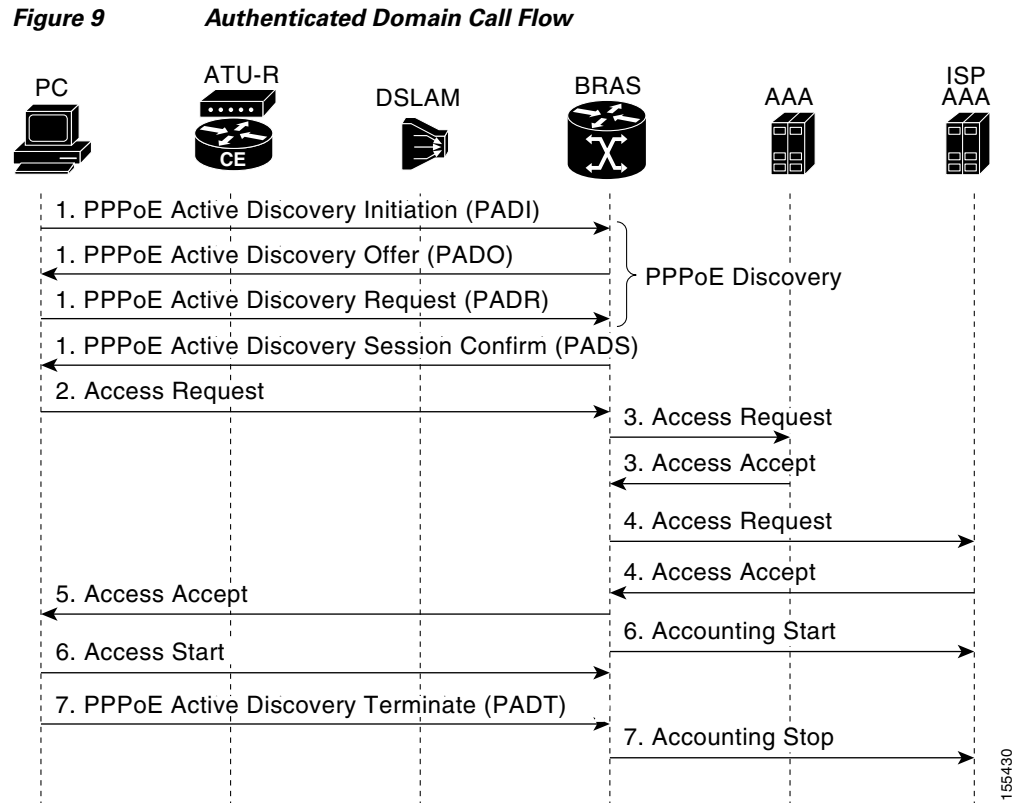 Figure 9 Authenticated Domain Call Flow
PC
ATU-R
DSLAM
BRAS
AAA
ISP
AAA
CE
1. PPPoE Active Discovery Initiation (PADI)
1. PPPoE Active Discovery Offer (PADO)
PPPoE Discovery
1. PPPoE Active Discovery Request (PADR)
1. PPPoE Active Discovery Session Confirm (PADS)
2. Access Request
3. Access Request
3. Access Accept
4. Access Request
4. Access Accept
5. Access Accept
6. Accounting Start
6. Access Start
7. PPPoE Active Discovery Terminate (PADT)
7. Accounting Stop
155430